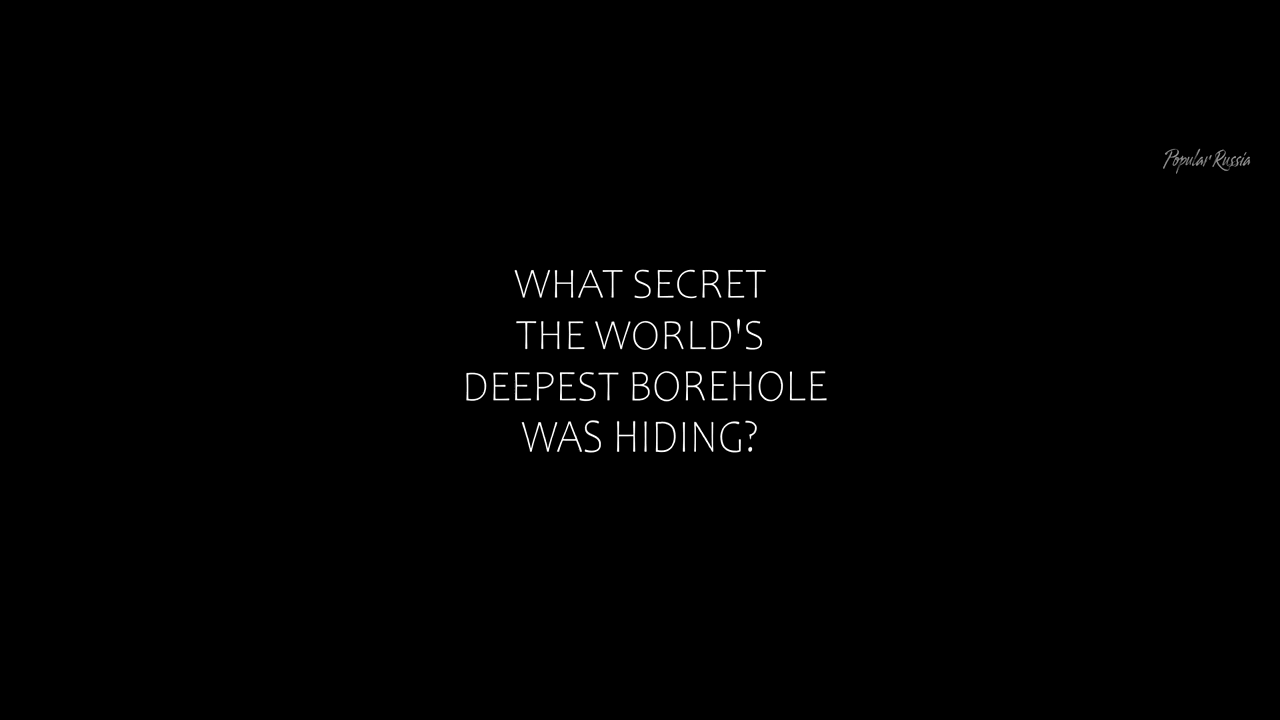 Popular Russia
WHAT SECRET
THE WORLD'S
DEEPEST BOREHOLE
WAS HIDING?